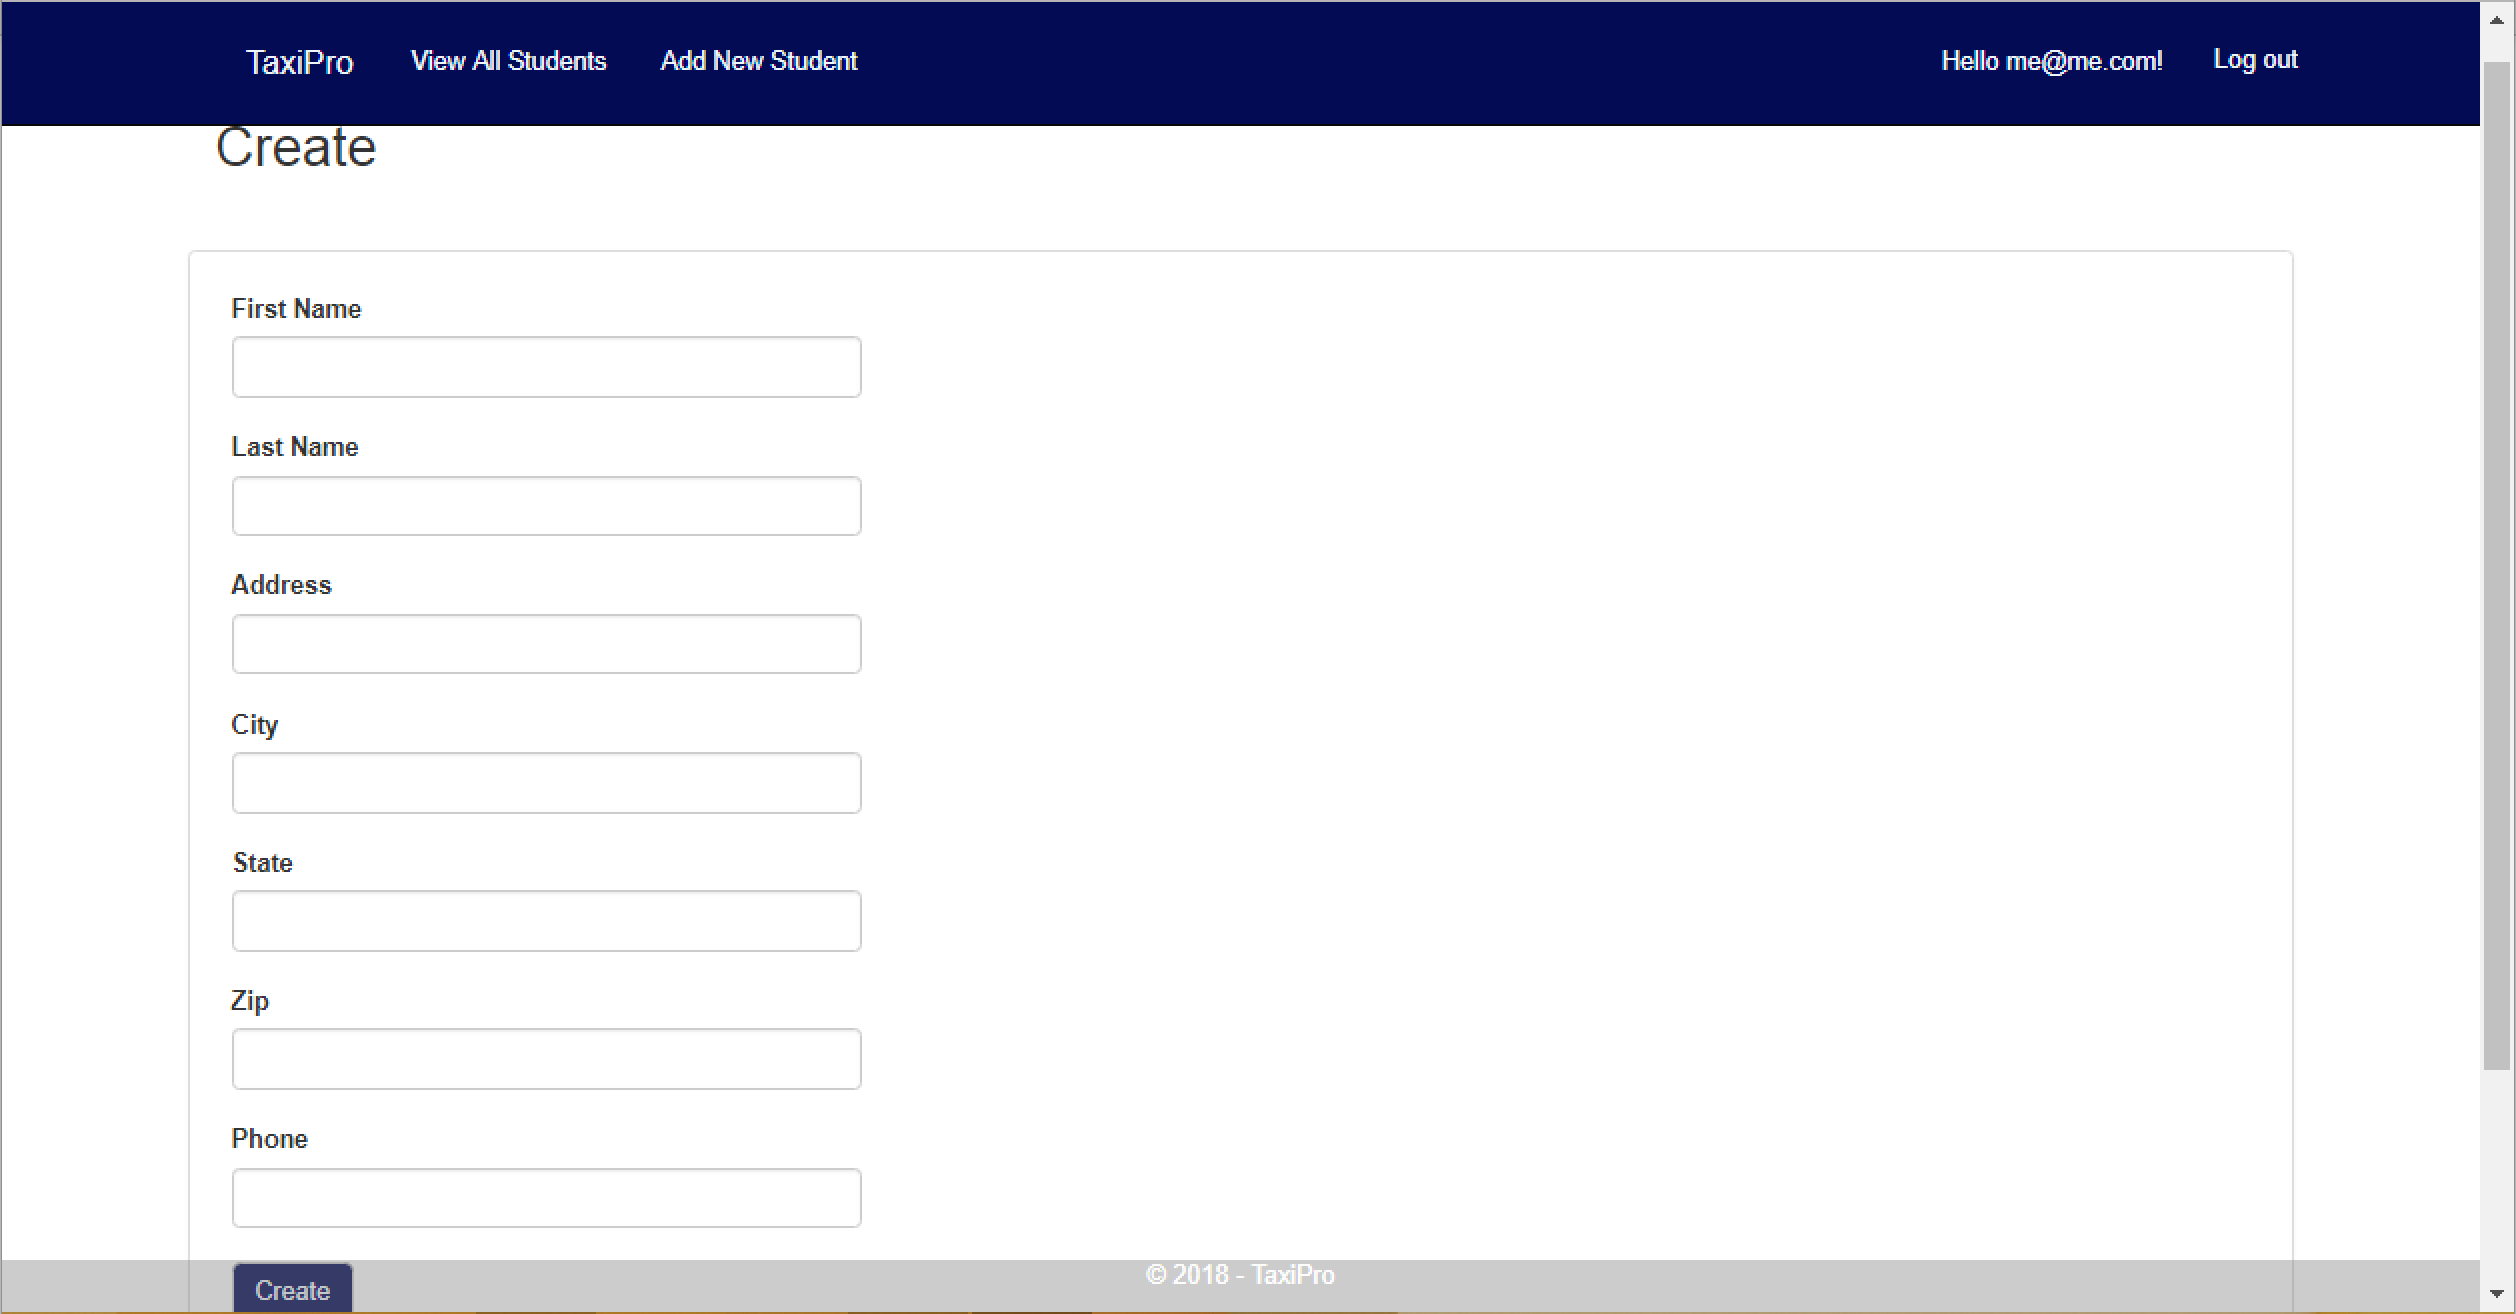 TaxiPro View All Students Add New Student Hello me@me.com! Log out
Create
First Name
Last Name
Address
City
State
Zip
Phone
Create
© 2018 - TaxiPro